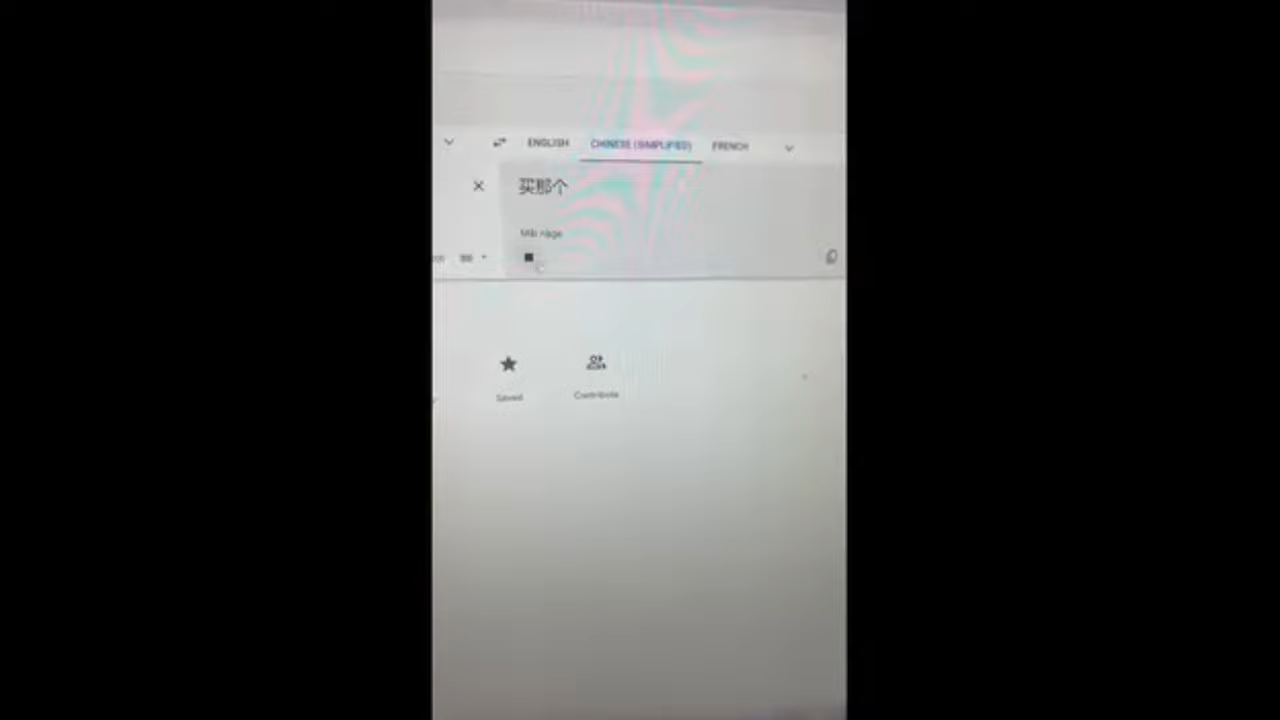 ENGLISH
CHINESE (SIMPLIFIED)
FRENCH
买那个
Mǎi nàge
Saved
Contribute